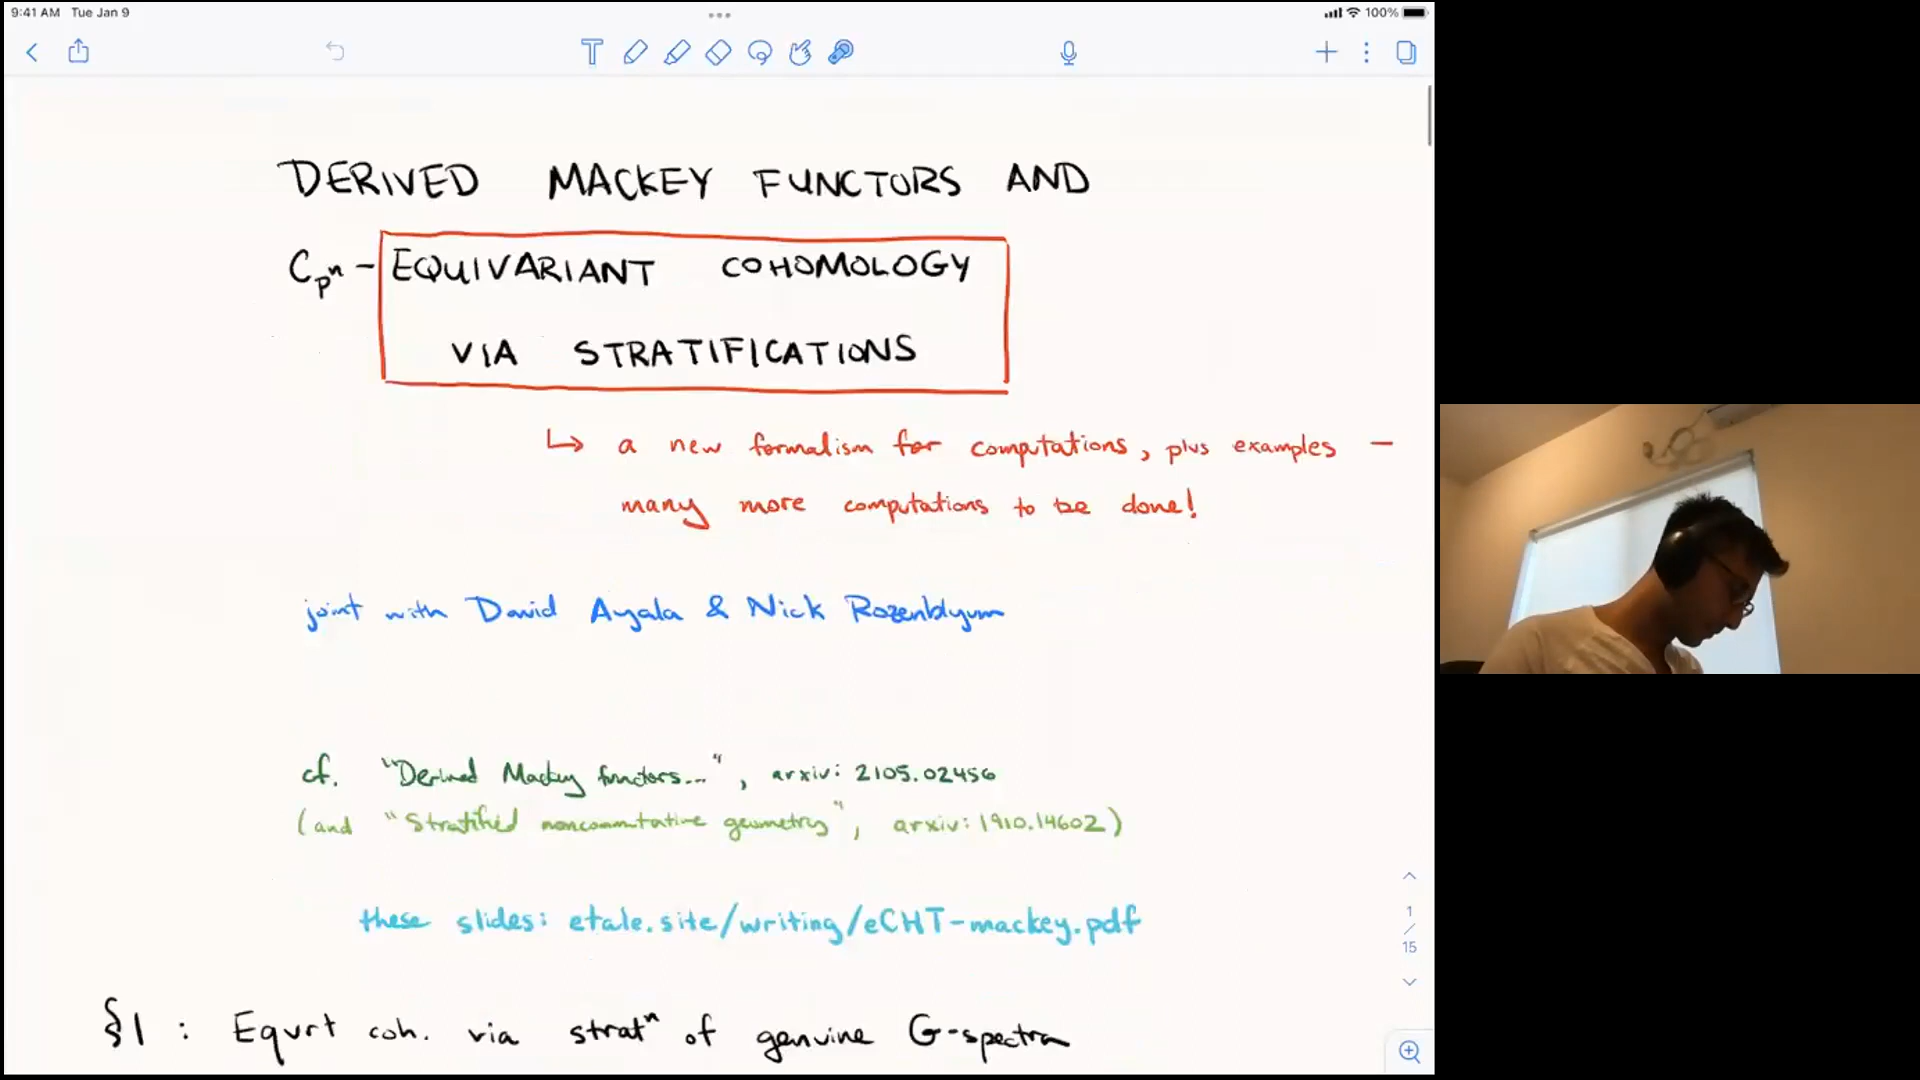 9:41 AM Tue Jan 9
100%
DERIVED MACKEY FUNCTORS AND
Cpⁿ - EQUIVARIANT COHOMOLOGY
VIA STRATIFICATIONS
↳ a new formalism for computations, plus examples —
many more computations to be done!
joint with David Ayala & Nick Rozenblyum
cf. "Derived Mackey functors...", arxiv: 2105.02456
(and "Stratified noncommutative geometry", arxiv: 1910.14602)
these slides: etale.site/writing/eCHT-mackey.pdf
1
/
15
§1 : Eqvrt coh. via stratⁿ of genuine G-spectra